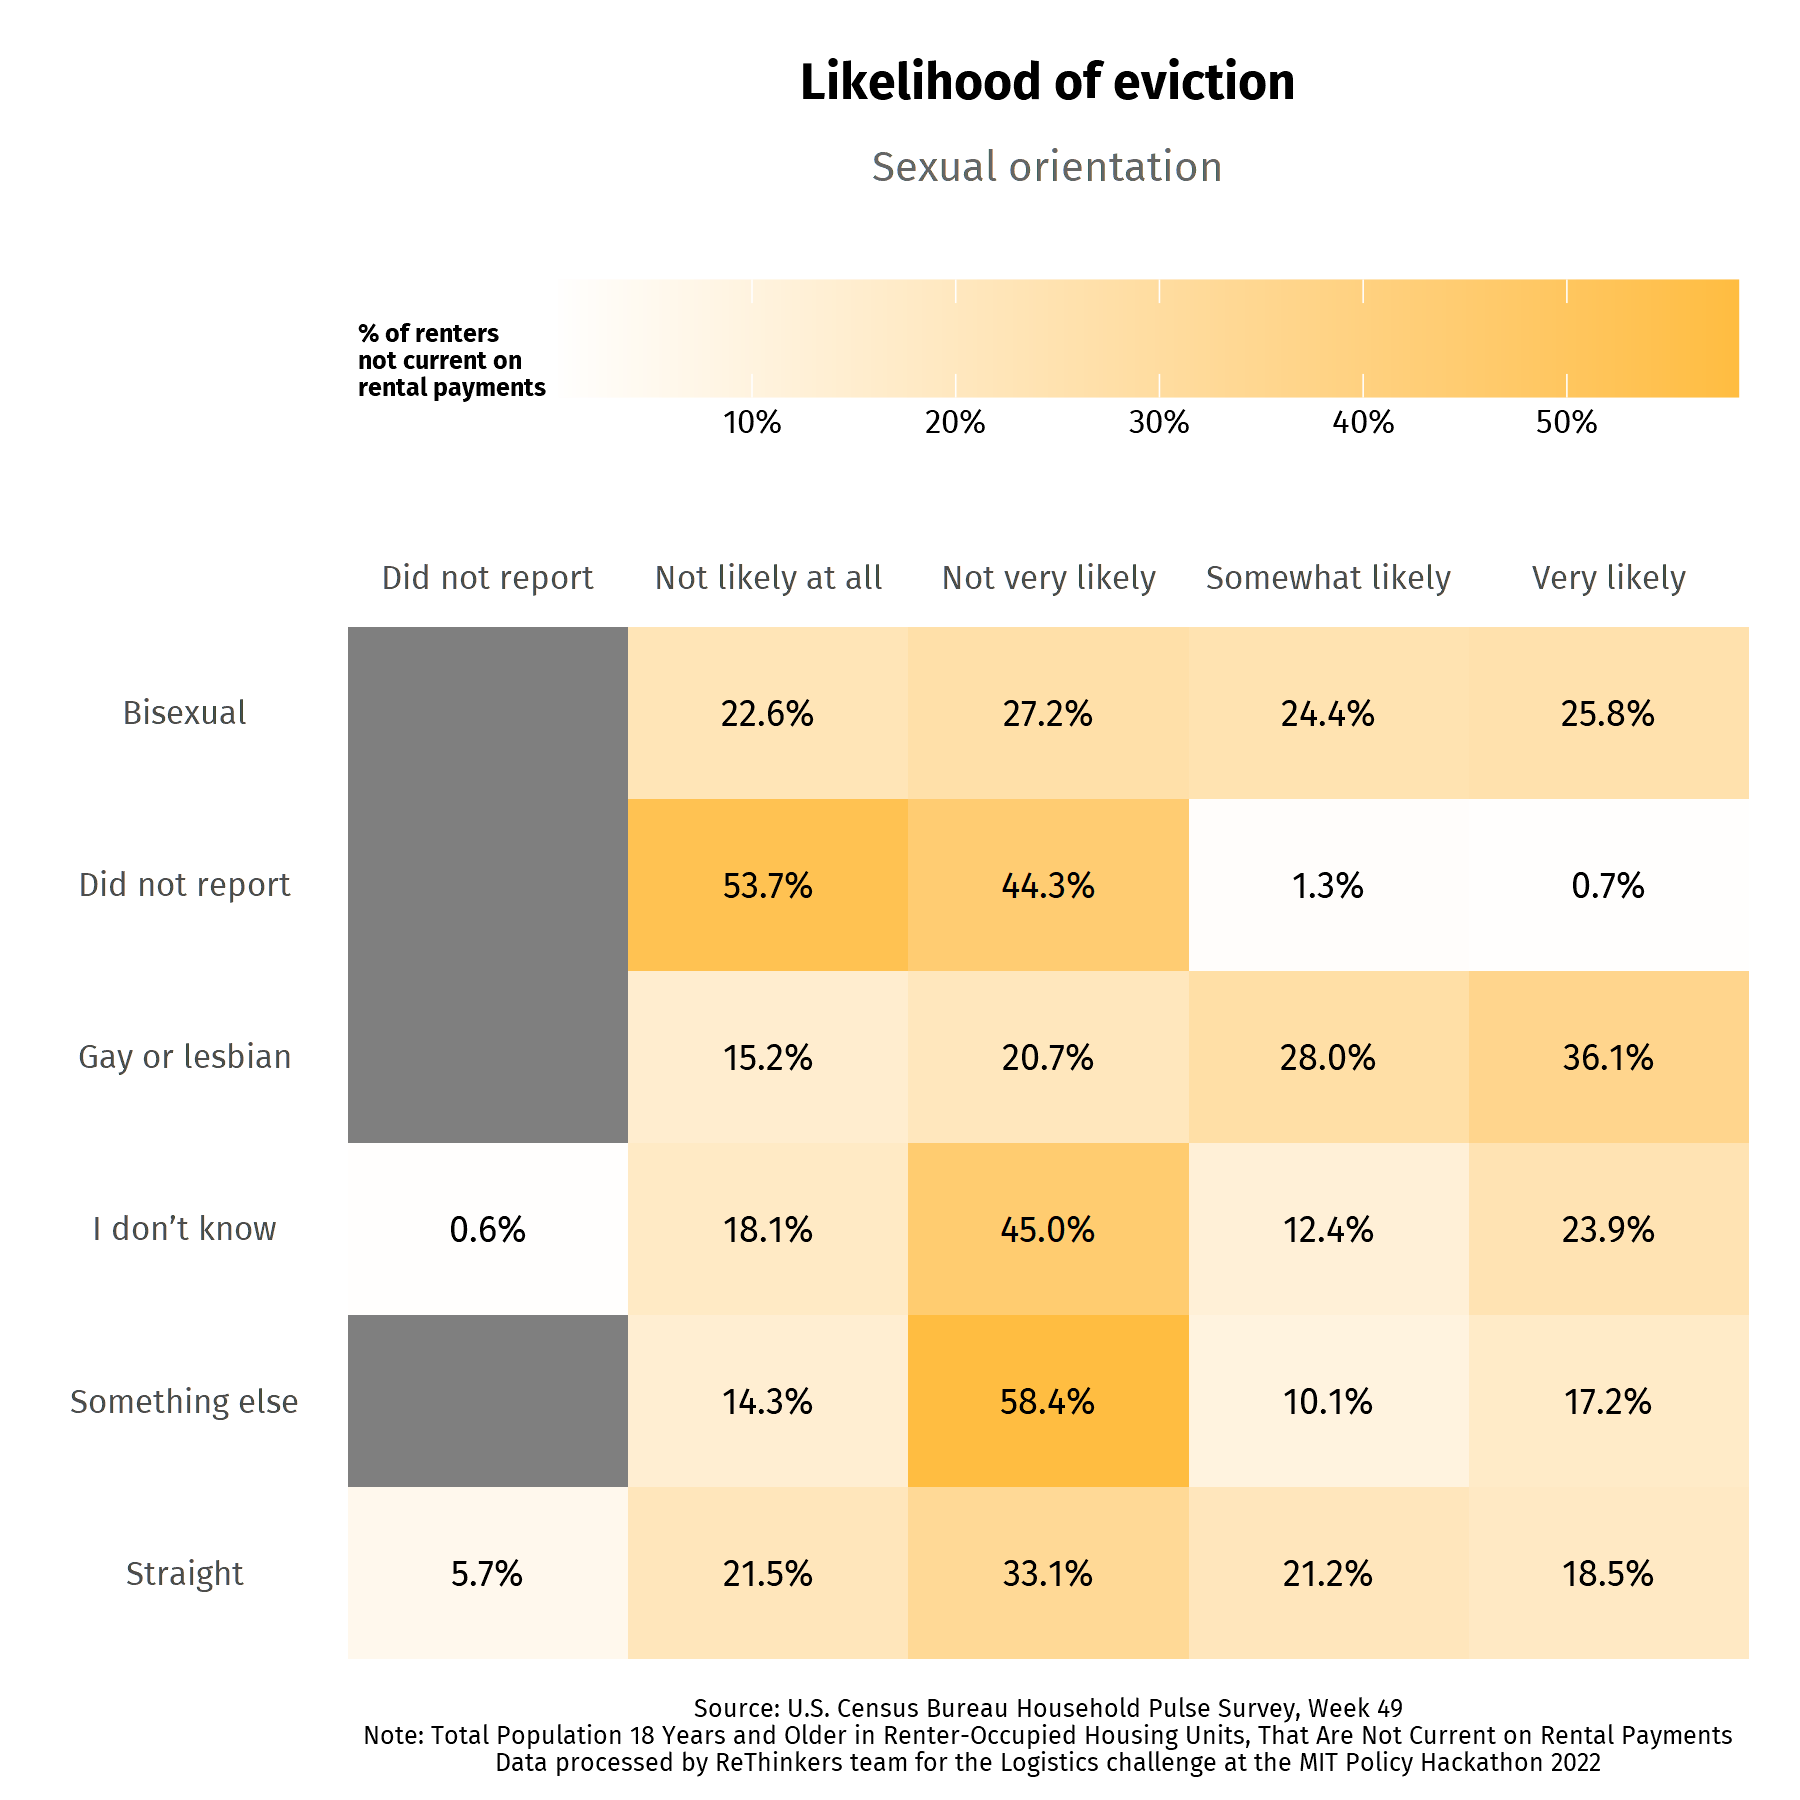 Likelihood of eviction
Sexual orientation
% of renters
not current on
rental payments
10% 20% 30% 40% 50%
Did not report Not likely at all Not very likely Somewhat likely Very likely
Bisexual 22.6% 27.2% 24.4% 25.8%
Did not report 53.7% 44.3% 1.3% 0.7%
Gay or lesbian 15.2% 20.7% 28.0% 36.1%
I don’t know 0.6% 18.1% 45.0% 12.4% 23.9%
Something else 14.3% 58.4% 10.1% 17.2%
Straight 5.7% 21.5% 33.1% 21.2% 18.5%
Source: U.S. Census Bureau Household Pulse Survey, Week 49
Note: Total Population 18 Years and Older in Renter-Occupied Housing Units, That Are Not Current on Rental Payments
Data processed by ReThinkers team for the Logistics challenge at the MIT Policy Hackathon 2022